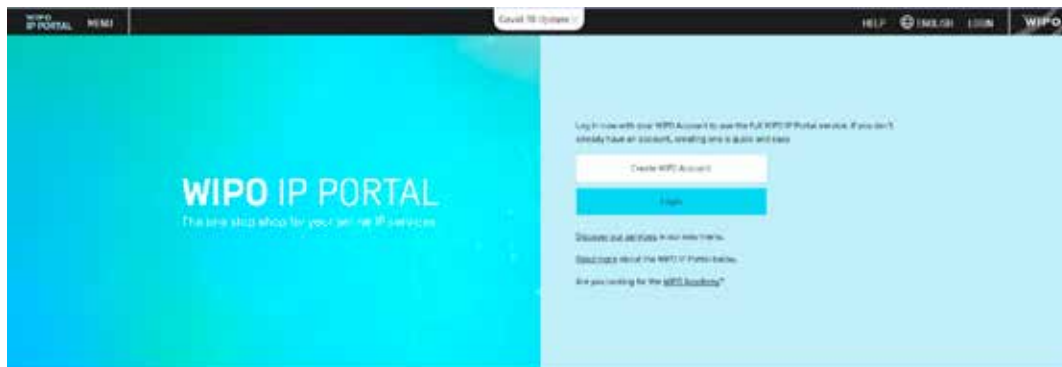 WIPO
IP PORTAL
MENU
Covid-19 Update
HELP
ENGLISH
LOGIN
WIPO
WIPO IP PORTAL
The one stop shop for your online IP services
Log in now with your WIPO Account to use the full WIPO IP Portal service. If you don't
already have an account, creating one is quick and easy.
Create WIPO Account
Login
Discover our services in our new menu.
Read more about the WIPO IP Portal below.
Are you looking for the WIPO Academy?